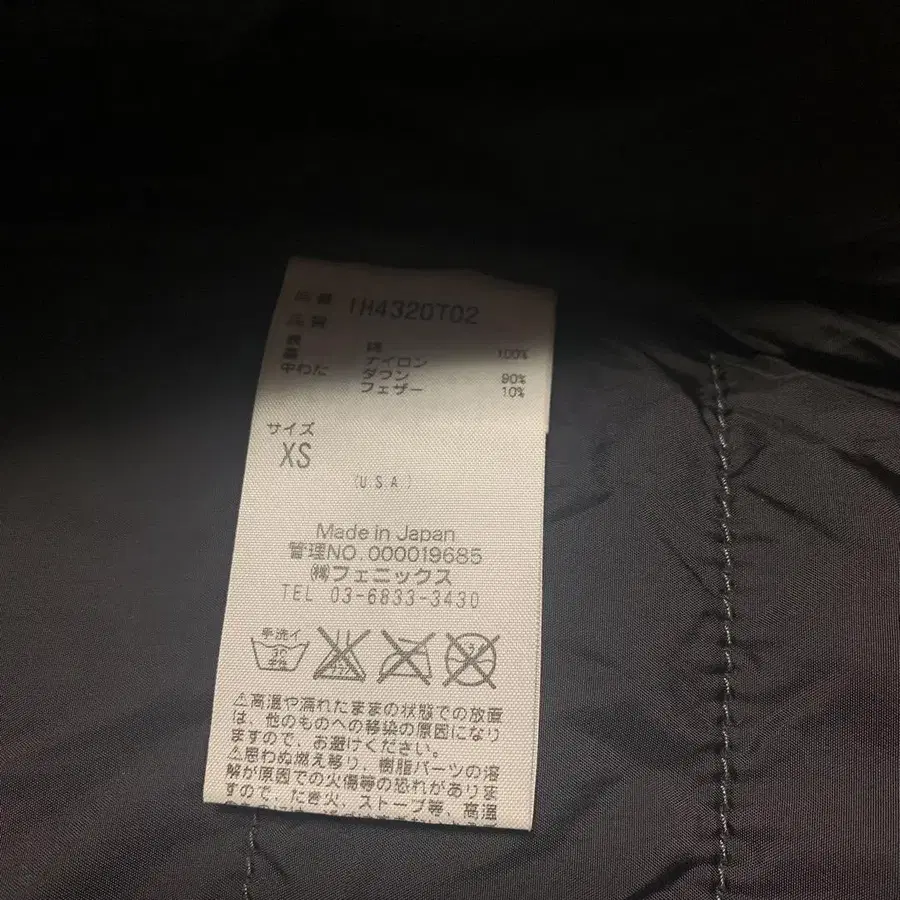 品番 1H4320T02
品質
表 綿 100%
裏 ナイロン
中わた ダウン 90%
フェザー 10%
サイズ
XS
(USA)
Made in Japan
管理NO. 000019685
㈱フェニックス
TEL 03-6833-3430
手洗イ
⚠高温や濡れたままの状態での放置
は、他のものへの移染の原因になり
ますので、お避けください。
⚠思わぬ燃え移り、樹脂パーツの溶
解が原因での火傷等の恐れがありま
すので、たき火、ストーブ等、高温